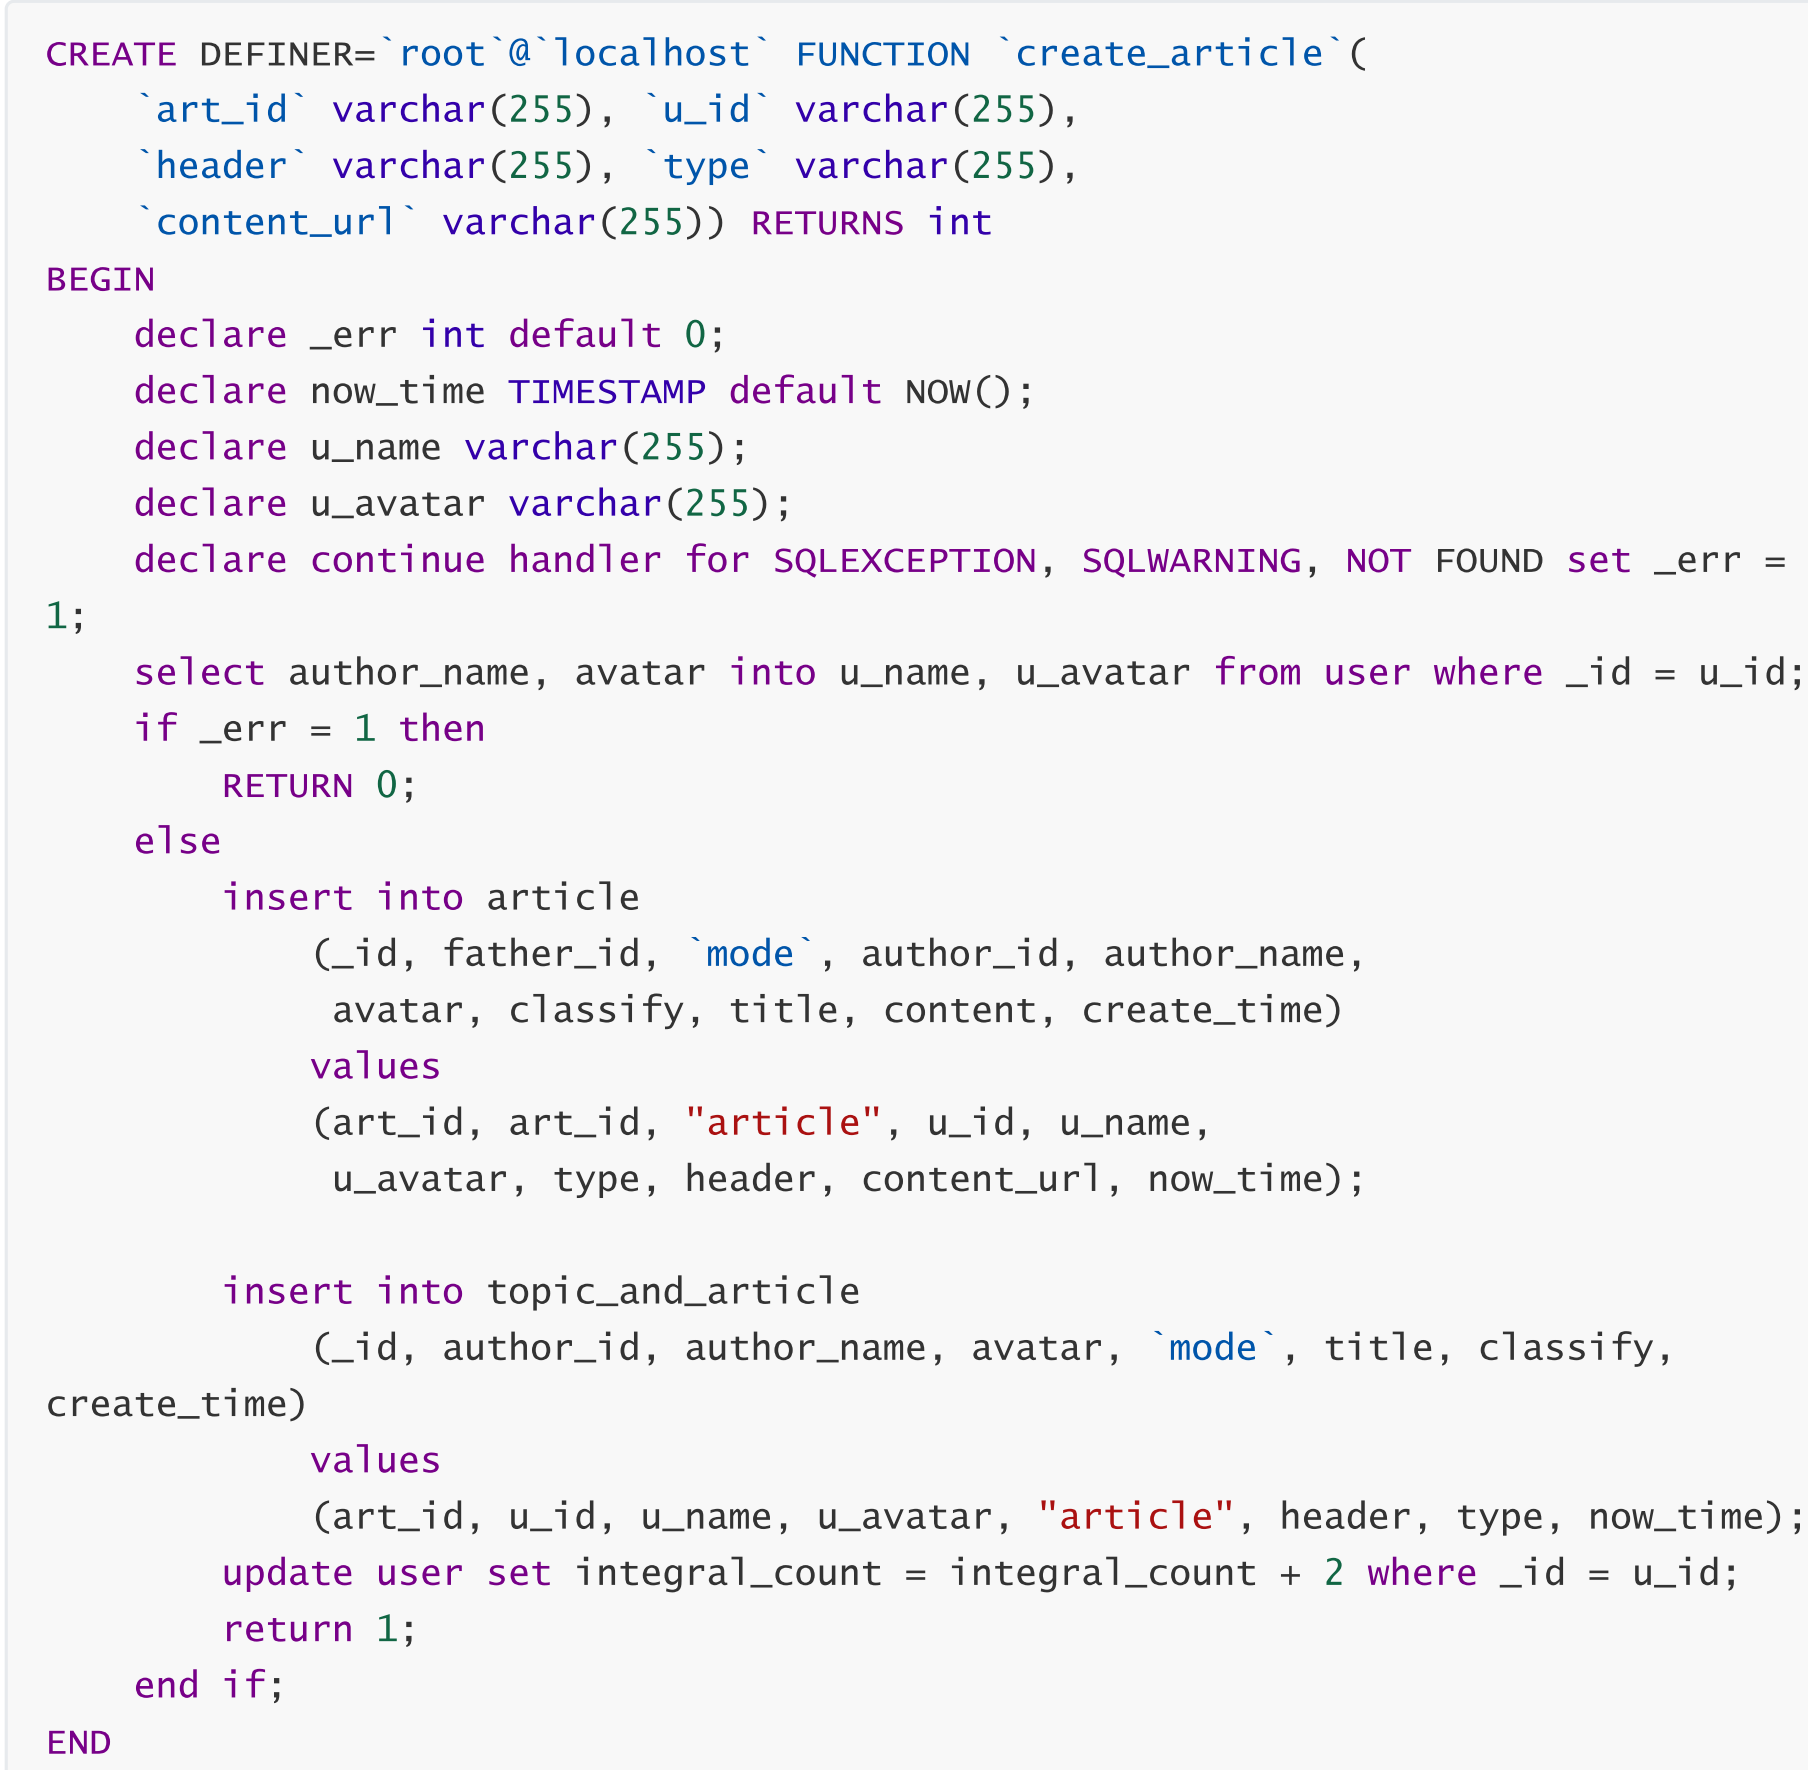 CREATE DEFINER=`root`@`localhost` FUNCTION `create_article`(
    `art_id` varchar(255), `u_id` varchar(255),
    `header` varchar(255), `type` varchar(255),
    `content_url` varchar(255)) RETURNS int
BEGIN
    declare _err int default 0;
    declare now_time TIMESTAMP default NOW();
    declare u_name varchar(255);
    declare u_avatar varchar(255);
    declare continue handler for SQLEXCEPTION, SQLWARNING, NOT FOUND set _err =
1;
    select author_name, avatar into u_name, u_avatar from user where _id = u_id;
    if _err = 1 then
        RETURN 0;
    else
        insert into article
            (_id, father_id, `mode`, author_id, author_name,
             avatar, classify, title, content, create_time)
            values
            (art_id, art_id, "article", u_id, u_name,
             u_avatar, type, header, content_url, now_time);

        insert into topic_and_article
            (_id, author_id, author_name, avatar, `mode`, title, classify,
create_time)
            values
            (art_id, u_id, u_name, u_avatar, "article", header, type, now_time);
        update user set integral_count = integral_count + 2 where _id = u_id;
        return 1;
    end if;
END